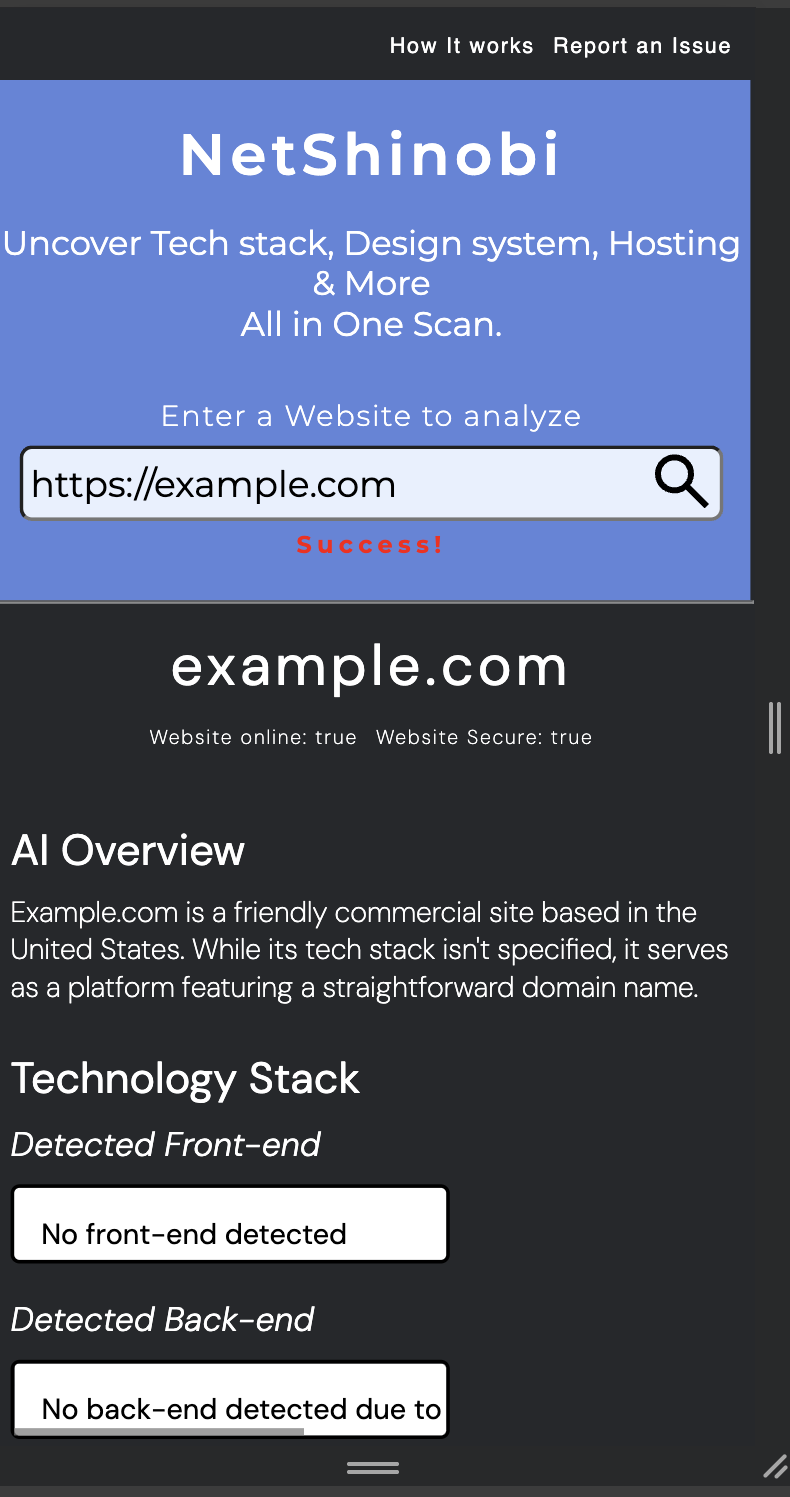 How It works Report an Issue
NetShinobi
Uncover Tech stack, Design system, Hosting
& More
All in One Scan.
Enter a Website to analyze
https://example.com
Success!
example.com
Website online: true Website Secure: true
AI Overview
Example.com is a friendly commercial site based in the
United States. While its tech stack isn't specified, it serves
as a platform featuring a straightforward domain name.
Technology Stack
Detected Front-end
No front-end detected
Detected Back-end
No back-end detected due to